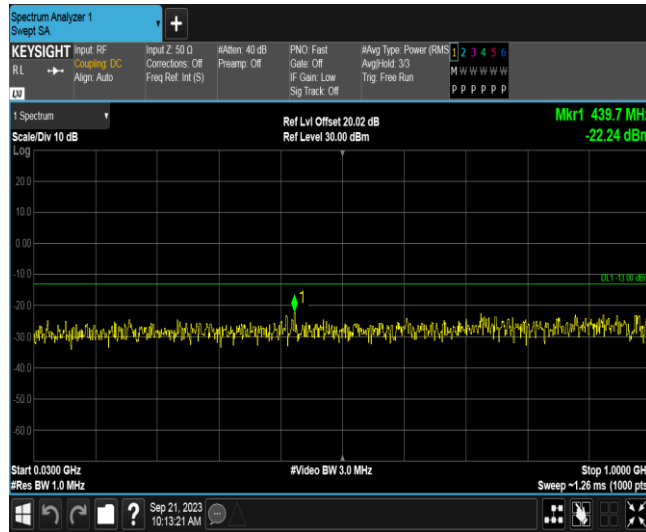 Spectrum Analyzer 1
Swept SA
KEYSIGHT
RL
LXI
Input: RF
Coupling: DC
Align: Auto
Input Z: 50 Ω
Corrections: Off
Freq Ref: Int (S)
#Atten: 40 dB
Preamp: Off
PNO: Fast
Gate: Off
IF Gain: Low
Sig Track: Off
#Avg Type: Power (RMS
Avg|Hold: 3/3
Trig: Free Run
1 2 3 4 5 6
M W W W W W
P P P P P P
1 Spectrum
Scale/Div 10 dB
Log
Ref Lvl Offset 20.02 dB
Ref Level 30.00 dBm
Mkr1 439.7 MHz
-22.24 dBm
20.0
10.0
0.00
-10.0
-20.0
-30.0
-40.0
-50.0
-60.0
DL1 -13.00 dBm
1
Start 0.0300 GHz
#Res BW 1.0 MHz
#Video BW 3.0 MHz
Stop 1.0000 GH
Sweep ~1.26 ms (1000 pts
?
Sep 21, 2023
10:13:21 AM